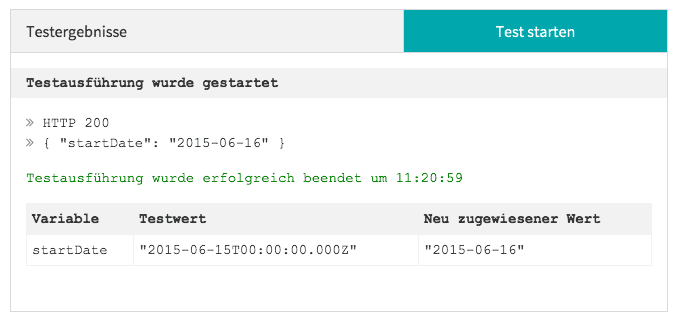 Testergebnisse
Test starten
Testausführung wurde gestartet
» HTTP 200
» { "startDate": "2015-06-16" }
Testausführung wurde erfolgreich beendet um 11:20:59
Variable Testwert Neu zugewiesener Wert
startDate "2015-06-15T00:00:00.000Z" "2015-06-16"